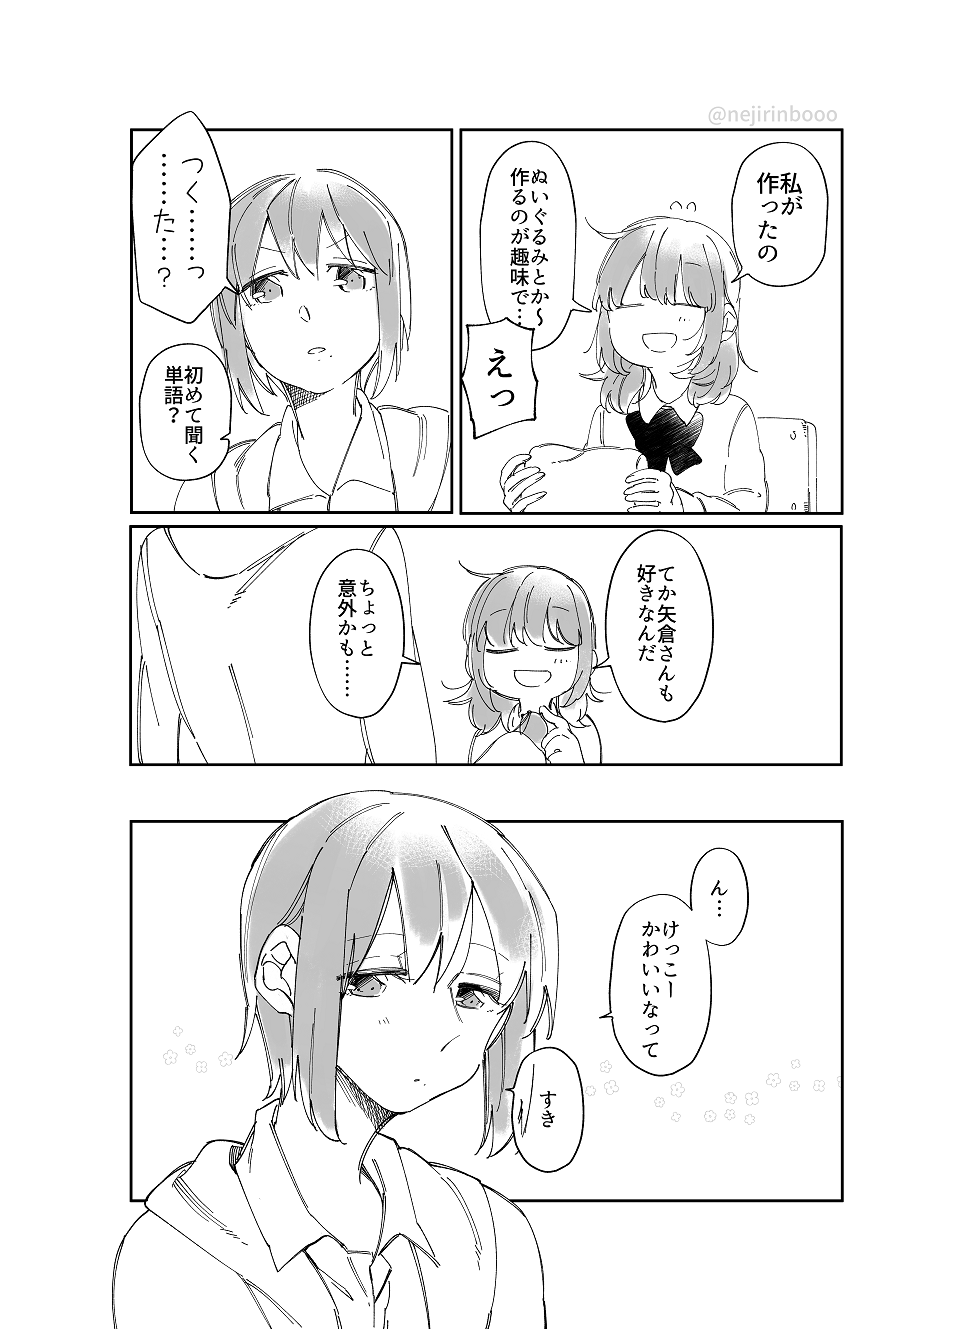 @nejirinbooo
私が
作ったの
ぬいぐるみとか〜
作るのが趣味で…
えっ
つく……っ
………た…?
初めて聞く
単語?
てか矢倉さんも
好きなんだ
ちょっと
意外かも……
ん…
けっこー
かわいいなって
すき